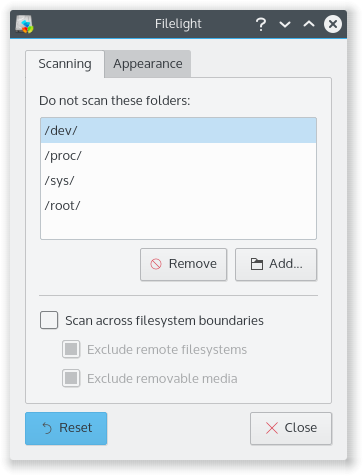 Filelight
Scanning Appearance
Do not scan these folders:
/dev/
/proc/
/sys/
/root/
Remove Add...
Scan across filesystem boundaries
Exclude remote filesystems
Exclude removable media
Reset Close